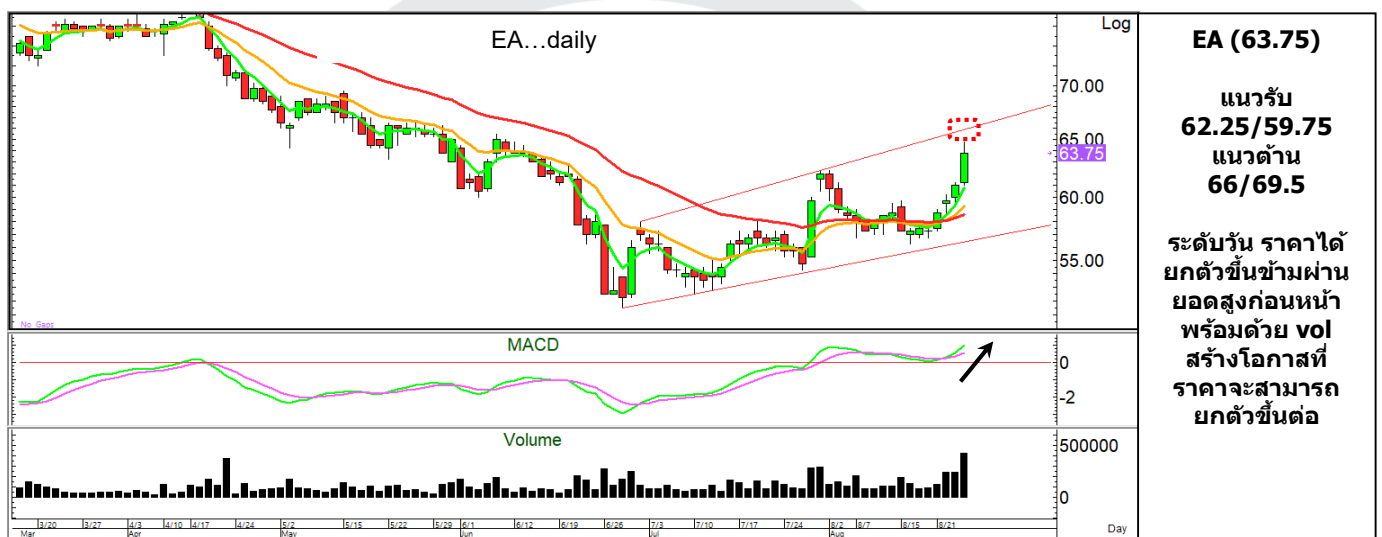 EA…daily
Log
70.00
65.00
63.75
60.00
55.00
No Gaps
MACD
0
-2
Volume
500000
0
3/20 3/27 4/3 4/10 4/17 4/24 5/2 5/15 5/22 5/29 6/1 6/12 6/19 6/26 7/3 7/10 7/17 7/24 8/2 8/7 8/15 8/21
Mar Apr May Jun Jul Aug
Day
EA (63.75)
แนวรับ
62.25/59.75
แนวต้าน
66/69.5
ระดับวัน ราคาได้
ยกตัวขึ้นข้ามผ่าน
ยอดสูงก่อนหน้า
พร้อมด้วย vol
สร้างโอกาสที่
ราคาจะสามารถ
ยกตัวขึ้นต่อ